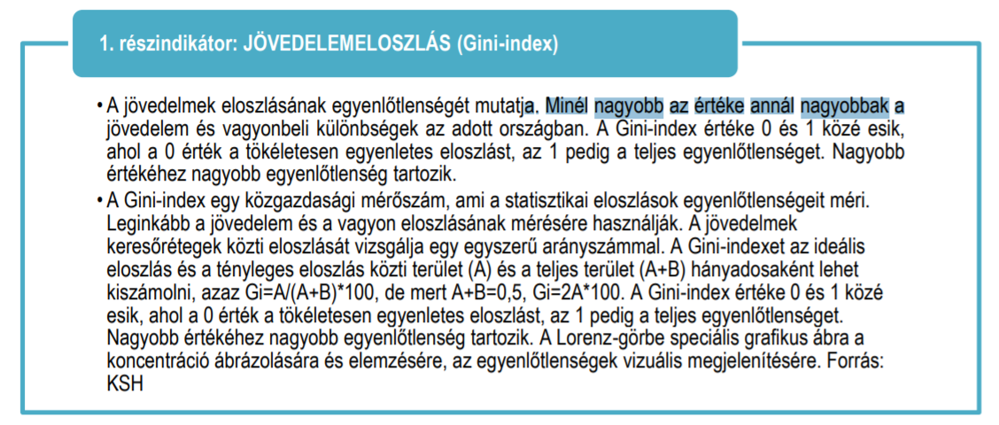 1. részindikátor: JÖVEDELEMELOSZLÁS (Gini-index)
• A jövedelmek eloszlásának egyenlőtlenségét mutatja. Minél nagyobb az értéke annál nagyobbak a
jövedelem és vagyonbeli különbségek az adott országban. A Gini-index értéke 0 és 1 közé esik,
ahol a 0 érték a tökéletesen egyenletes eloszlást, az 1 pedig a teljes egyenlőtlenséget. Nagyobb
értékéhez nagyobb egyenlőtlenség tartozik.
• A Gini-index egy közgazdasági mérőszám, ami a statisztikai eloszlások egyenlőtlenségeit méri.
Leginkább a jövedelem és a vagyon eloszlásának mérésére használják. A jövedelmek
keresőrétegek közti eloszlását vizsgálja egy egyszerű arányszámmal. A Gini-indexet az ideális
eloszlás és a tényleges eloszlás közti terület (A) és a teljes terület (A+B) hányadosaként lehet
kiszámolni, azaz Gi=A/(A+B)*100, de mert A+B=0,5, Gi=2A*100. A Gini-index értéke 0 és 1 közé
esik, ahol a 0 érték a tökéletesen egyenletes eloszlást, az 1 pedig a teljes egyenlőtlenséget.
Nagyobb értékéhez nagyobb egyenlőtlenség tartozik. A Lorenz-görbe speciális grafikus ábra a
koncentráció ábrázolására és elemzésére, az egyenlőtlenségek vizuális megjelenítésére. Forrás:
KSH